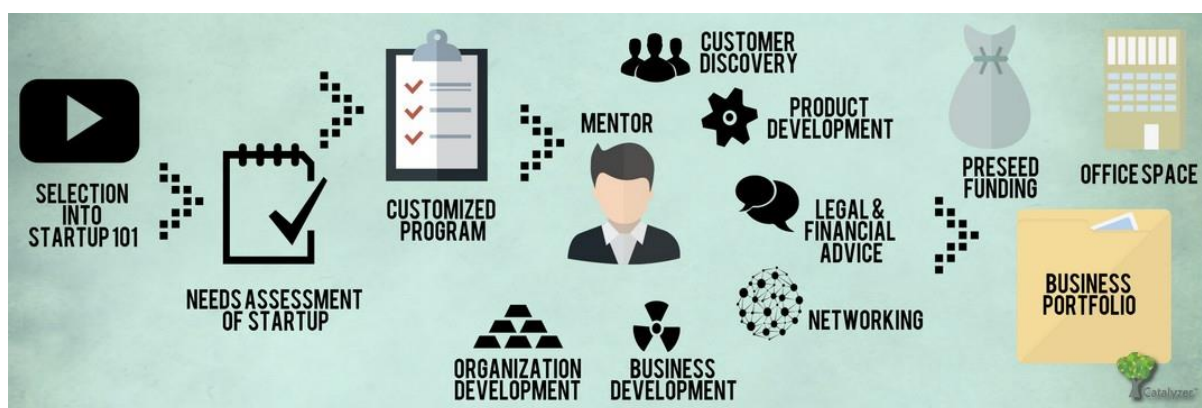 SELECTION
INTO
STARTUP 101
NEEDS ASSESSMENT
OF STARTUP
CUSTOMIZED
PROGRAM
MENTOR
CUSTOMER
DISCOVERY
PRODUCT
DEVELOPMENT
LEGAL &
FINANCIAL
ADVICE
NETWORKING
ORGANIZATION
DEVELOPMENT
BUSINESS
DEVELOPMENT
PRESEED
FUNDING
OFFICE SPACE
BUSINESS
PORTFOLIO
Catalyzer